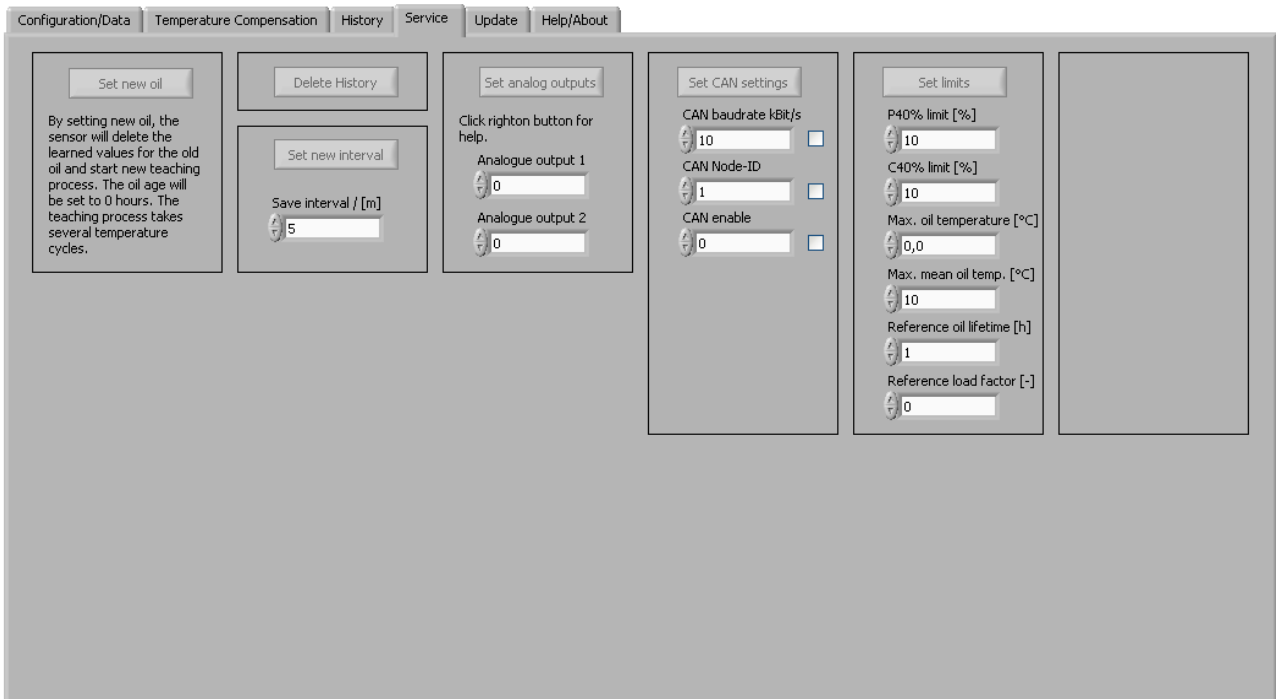 Configuration/Data
Temperature Compensation
History
Service
Update
Help/About
Set new oil
By setting new oil, the
sensor will delete the
learned values for the old
oil and start new teaching
process. The oil age will
be set to 0 hours. The
teaching process takes
several temperature
cycles.
Delete History
Set new interval
Save interval / [m]
5
Set analog outputs
Click righton button for
help.
Analogue output 1
0
Analogue output 2
0
Set CAN settings
CAN baudrate kBit/s
10
CAN Node-ID
1
CAN enable
0
Set limits
P40% limit [%]
10
C40% limit [%]
10
Max. oil temperature [°C]
0,0
Max. mean oil temp. [°C]
10
Reference oil lifetime [h]
1
Reference load factor [-]
0